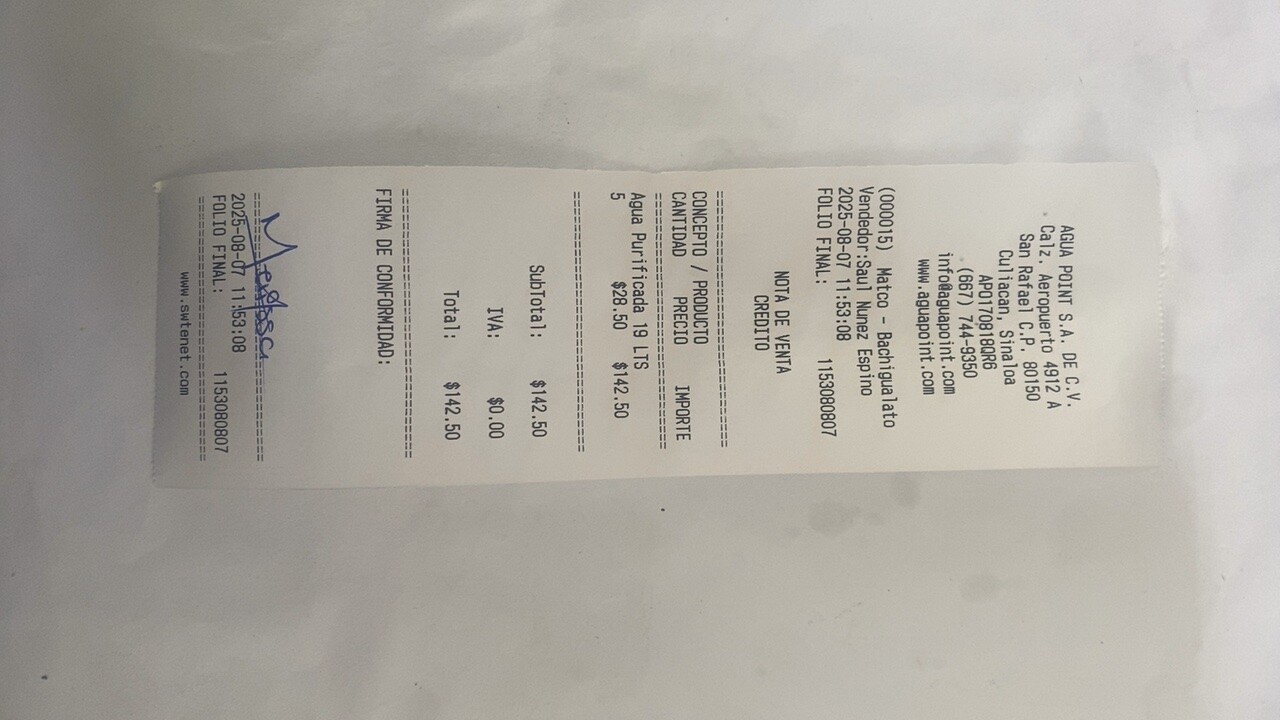 AGUA POINT S.A. DE C.V.
Calz. Aeropuerto 4912 A
San Rafael C.P. 80150
Culiacan, Sinaloa
APO170818QR6
(667) 744-9350
info@aguapoint.com
www.aguapoint.com
(000015) Matco - Bachigualato
Vendedor:Saul Nunez Espino
2025-08-07 11:53:08
FOLIO FINAL: 1153080807
NOTA DE VENTA
CREDITO
CONCEPTO / PRODUCTO
CANTIDAD PRECIO IMPORTE
Agua Purificada 19 LTS
5 $28.50 $142.50
SubTotal: $142.50
IVA: $0.00
Total: $142.50
FIRMA DE CONFORMIDAD:
2025-08-07 11:53:08
FOLIO FINAL: 1153080807
www.swtenet.com